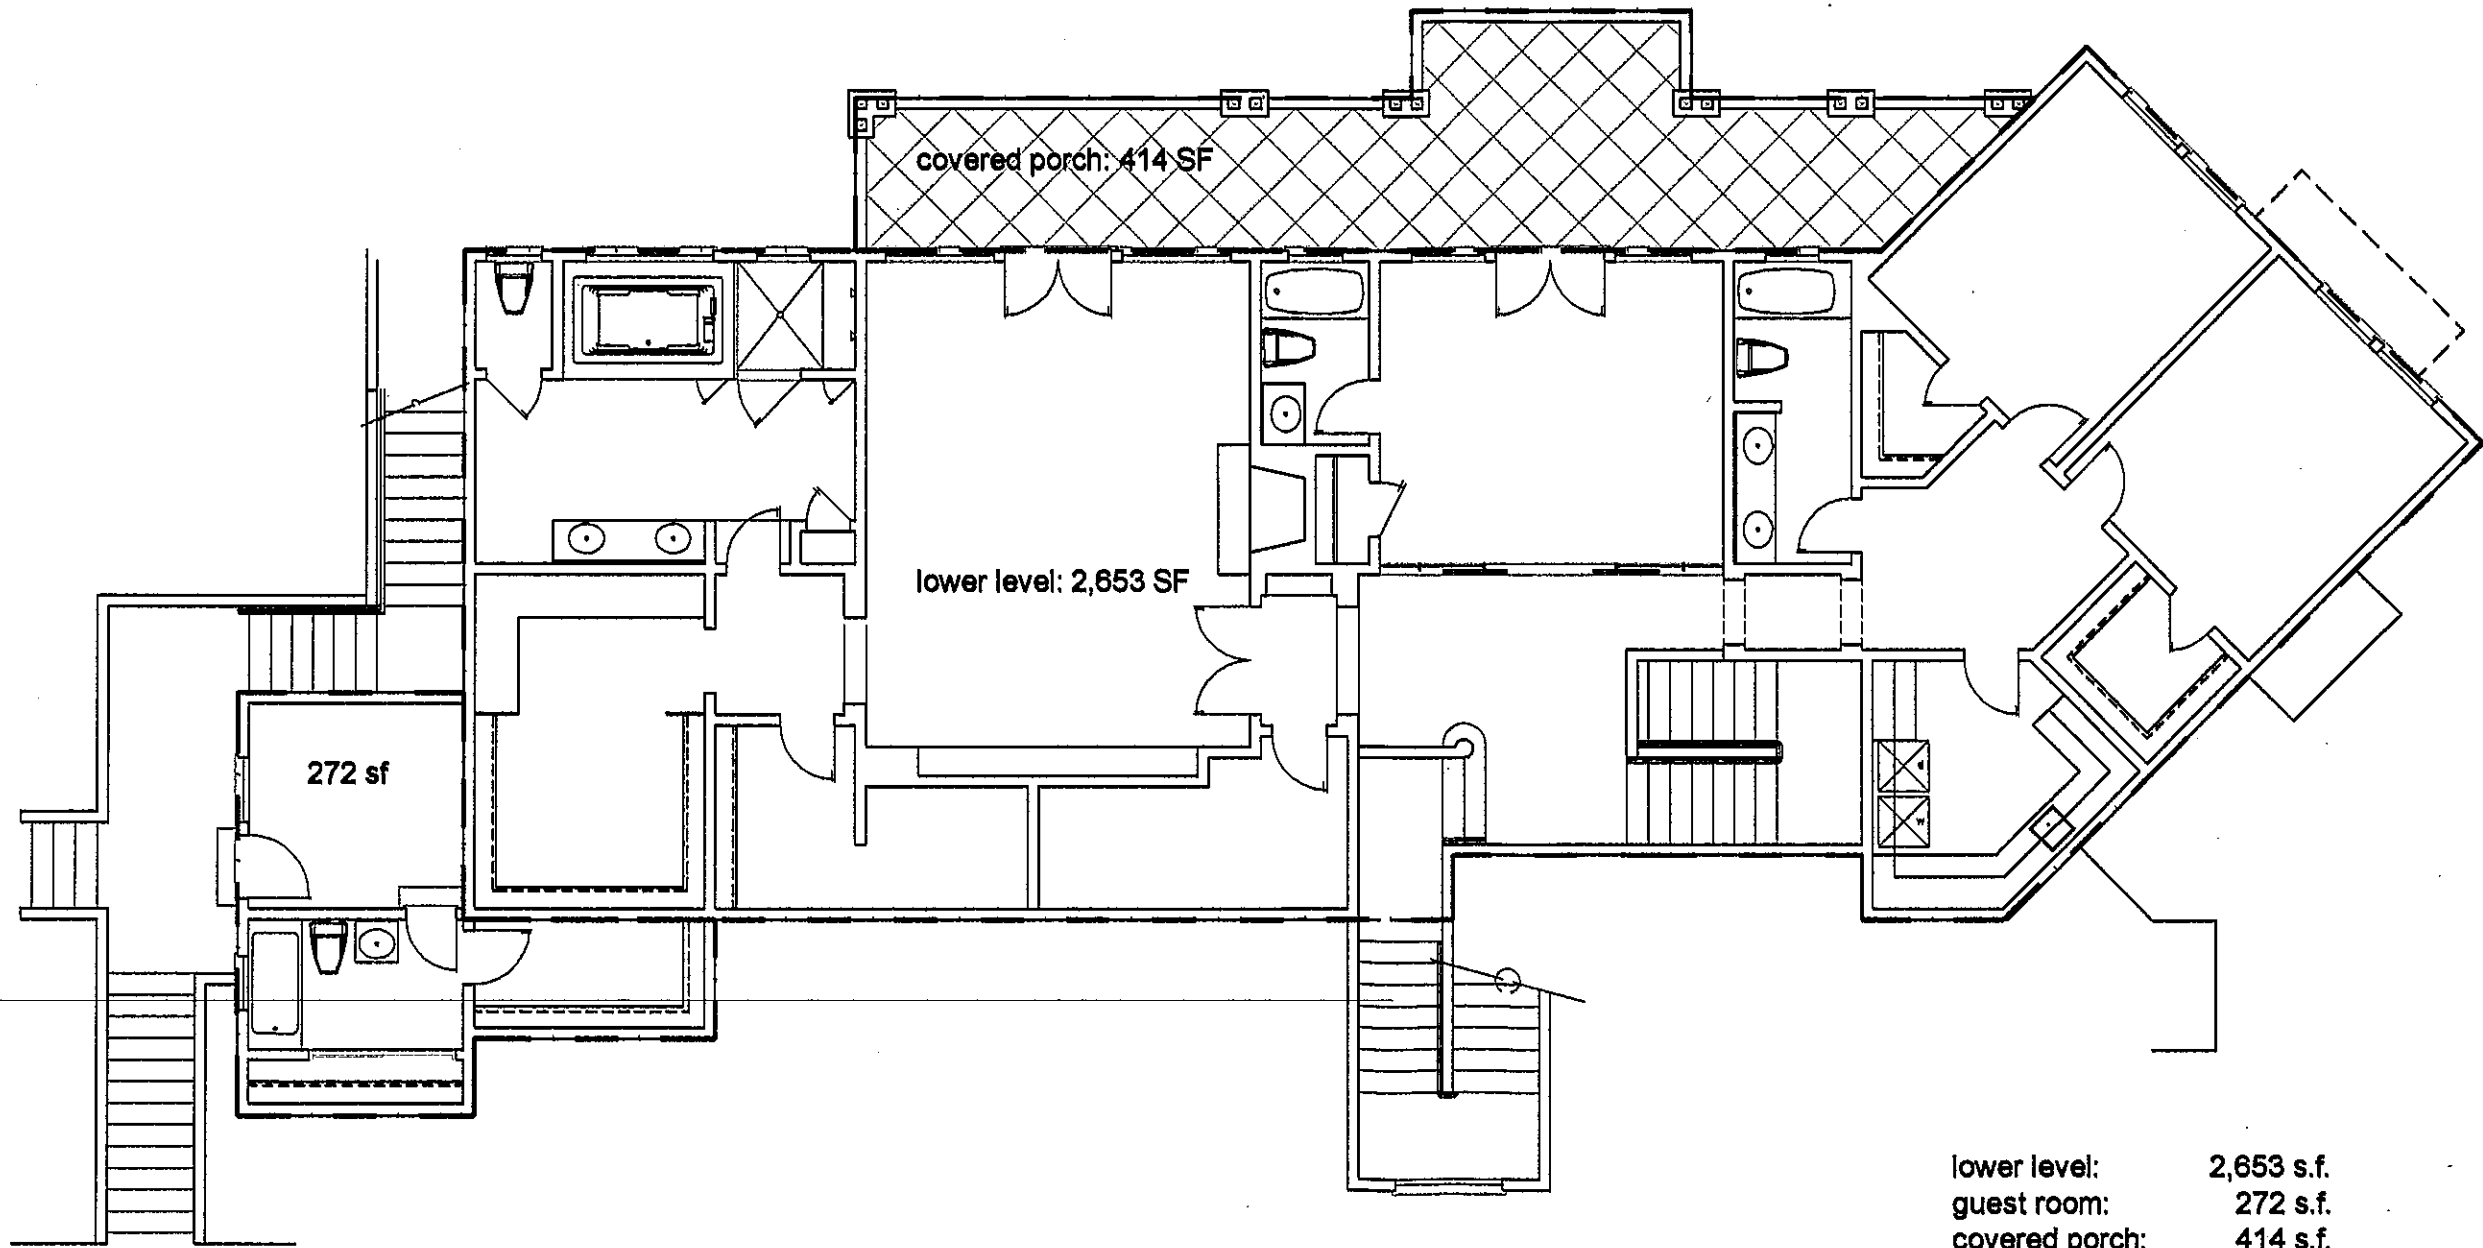 covered porch: 414 SF
lower level: 2,653 SF
272 sf
W
lower level: 2,653 s.f.
guest room: 272 s.f.
covered porch: 414 s.f.